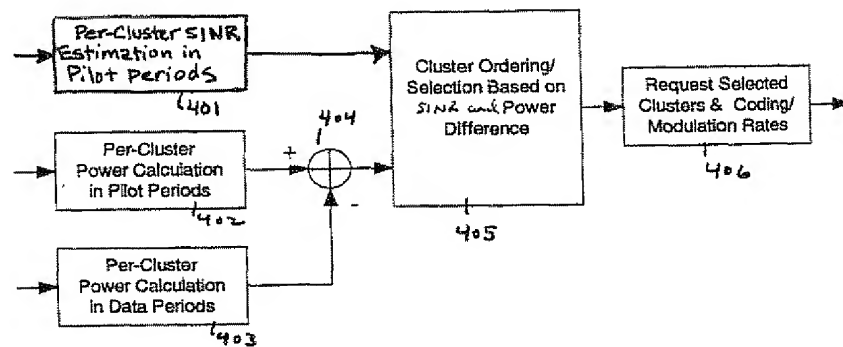 Per-Cluster SINR
Estimation in
Pilot periods
401
Per-Cluster
Power Calculation
in Pilot Periods
402
Per-Cluster
Power Calculation
in Data Periods
403
+
404
-
Cluster Ordering/
Selection Based on
SINR and Power
Difference
405
Request Selected
Clusters & Coding/
Modulation Rates
406